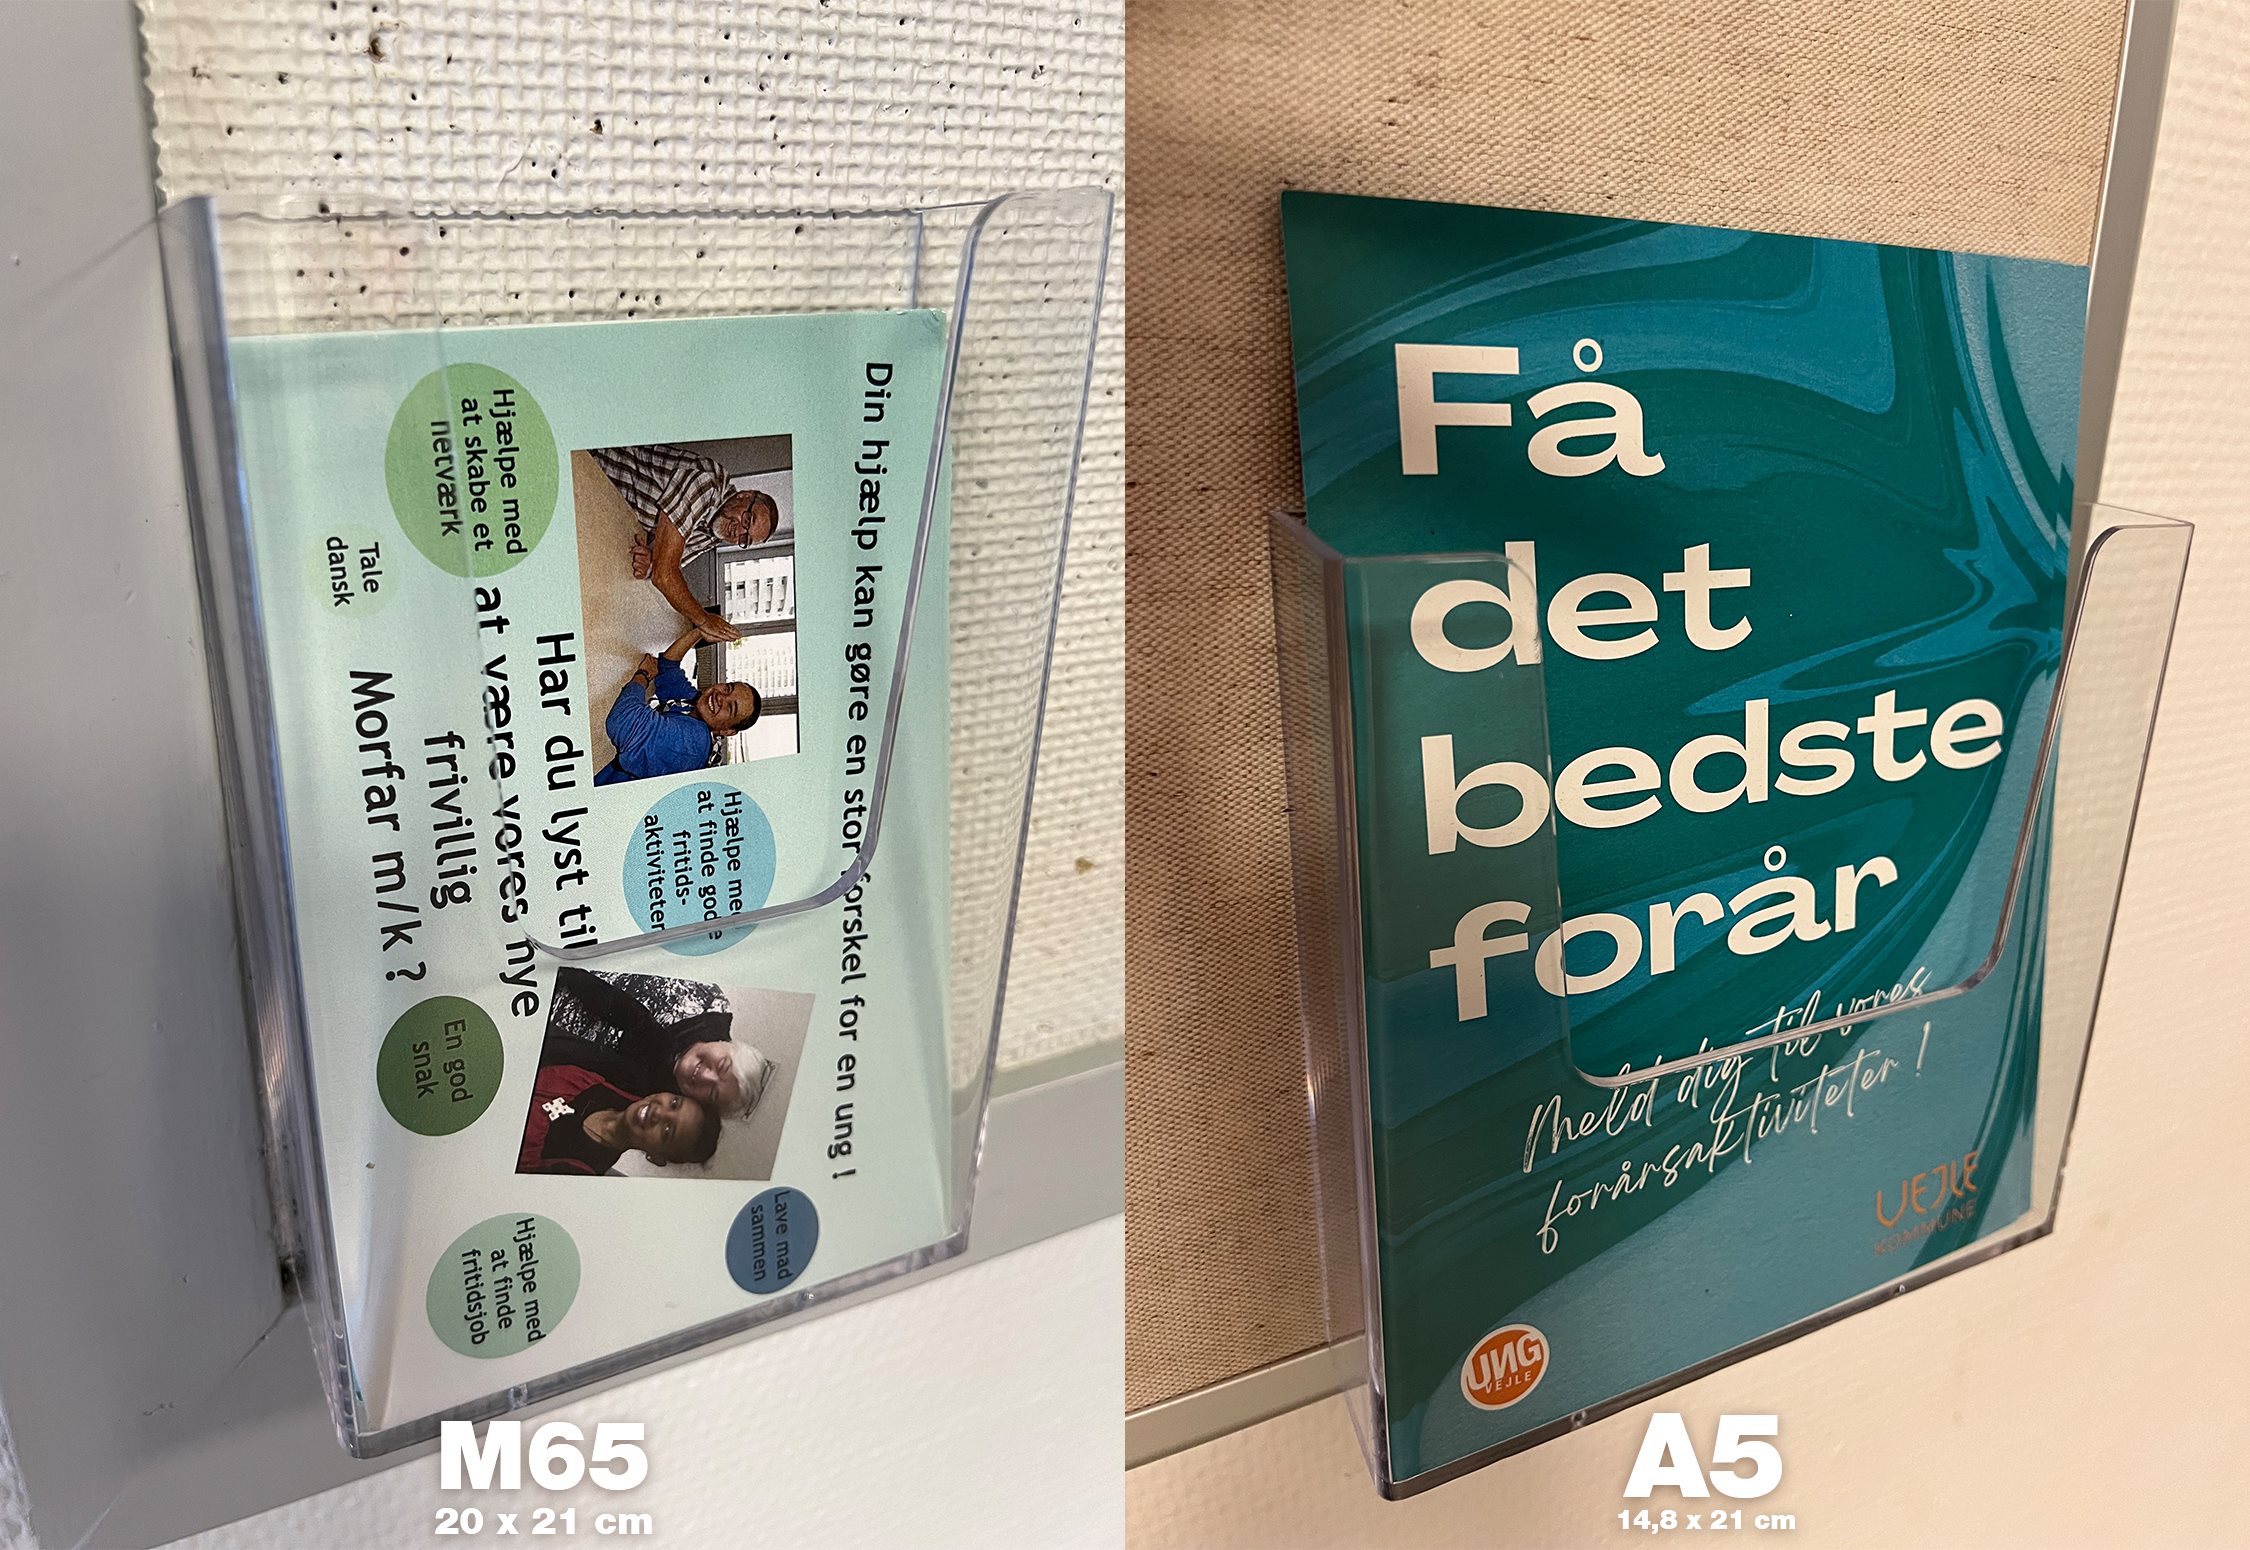 Din hjælp kan gøre en stor forskel for en ung !
Hjælpe med
at skabe et
netværk
Tale
dansk
Hjælpe med
at finde gode
fritids-
aktiviteter
Har du lyst til
at være vores nye
frivillig
Morfar m/k ?
En god
snak
Lave mad
sammen
Hjælpe med
at finde
fritidsjob
M65
20 x 21 cm
Få
det
bedste
forår
Meld dig til vores
forårsaktiviteter !
VEJLE
KOMMUNE
UNG
VEJLE
A5
14,8 x 21 cm